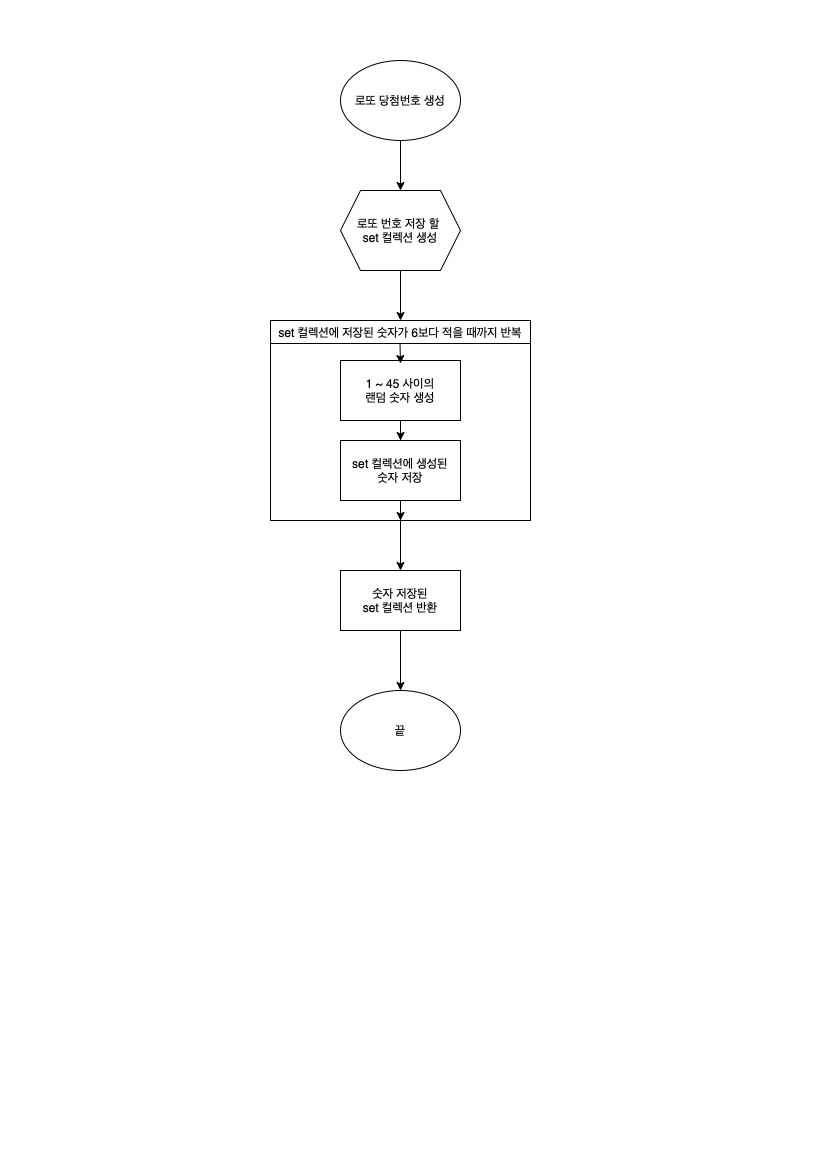 로또 당첨번호 생성
로또 번호 저장 할
set 컬렉션 생성
set 컬렉션에 저장된 숫자가 6보다 적을 때까지 반복
1 ~ 45 사이의
랜덤 숫자 생성
set 컬렉션에 생성된
숫자 저장
숫자 저장된
set 컬렉션 반환
끝